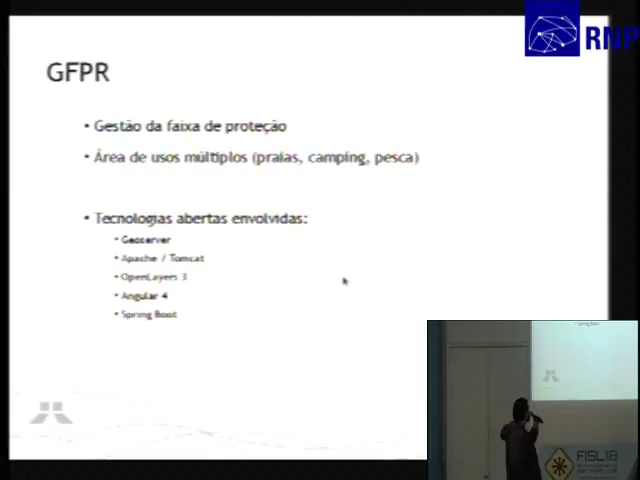 RNP
GFPR
• Gestão da faixa de proteção
• Área de usos múltiplos (praias, camping, pesca)
• Tecnologias abertas envolvidas:
• Geoserver
• Apache / Tomcat
• OpenLayers 3
• Angular 4
• Spring Boot
FISL18